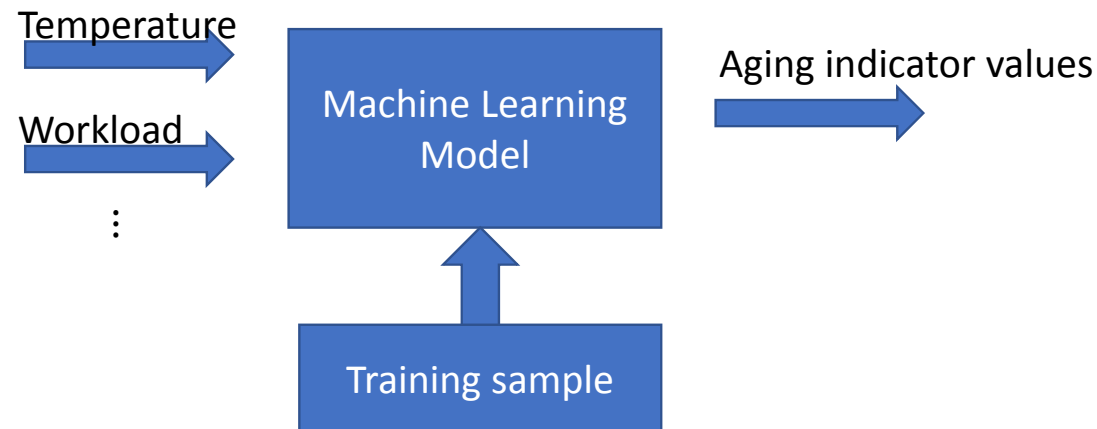 Temperature
Workload
⋮
Machine Learning
Model
Aging indicator values
Training sample